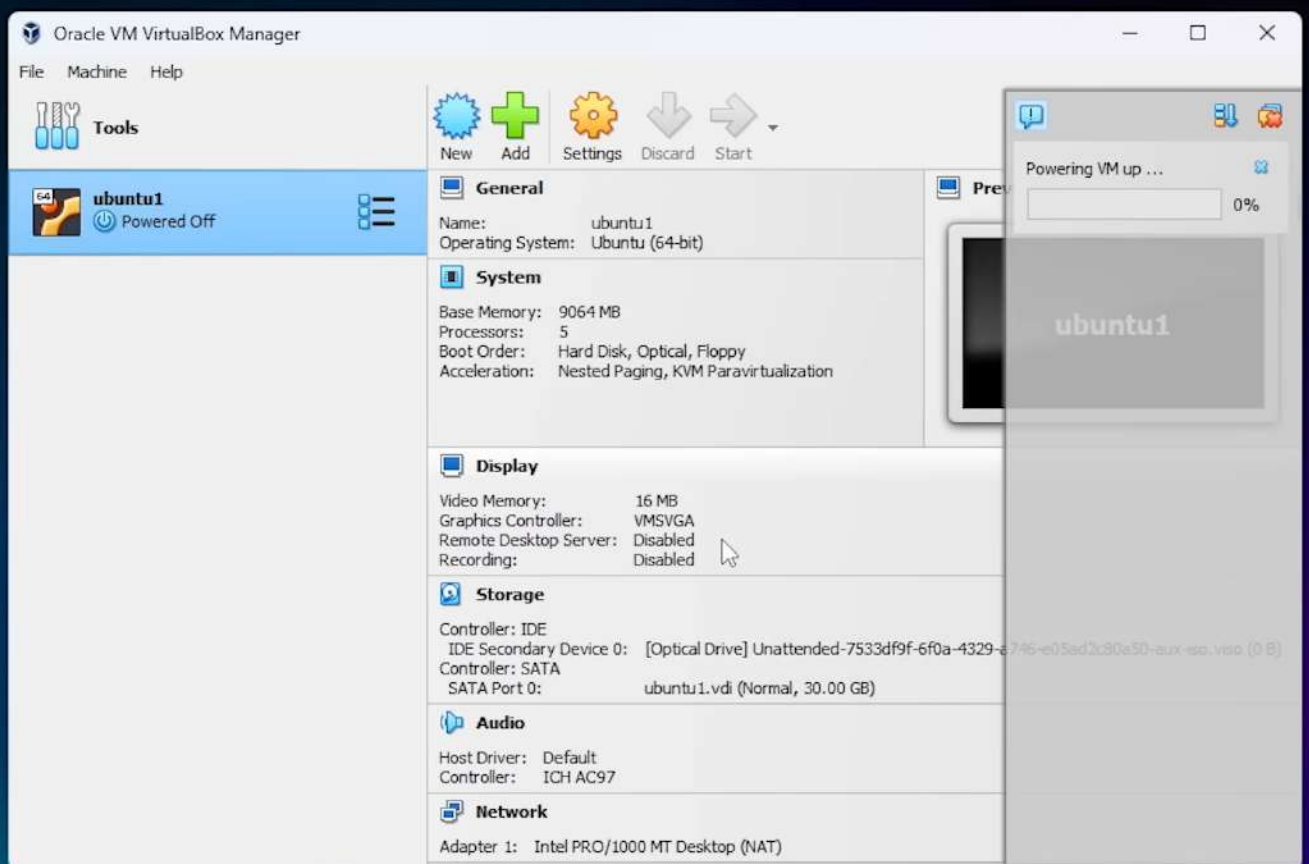 Oracle VM VirtualBox Manager
File Machine Help
Tools
New Add Settings Discard Start
64
ubuntu1
Powered Off
General
Name: ubuntu1
Operating System: Ubuntu (64-bit)
System
Base Memory: 9064 MB
Processors: 5
Boot Order: Hard Disk, Optical, Floppy
Acceleration: Nested Paging, KVM Paravirtualization
Prev
ubuntu1
Powering VM up ...
0%
Display
Video Memory: 16 MB
Graphics Controller: VMSVGA
Remote Desktop Server: Disabled
Recording: Disabled
Storage
Controller: IDE
IDE Secondary Device 0: [Optical Drive] Unattended-7533df9f-6f0a-4329-a746-e05ad2c80a50-aux-iso.viso (0 B)
Controller: SATA
SATA Port 0: ubuntu1.vdi (Normal, 30.00 GB)
Audio
Host Driver: Default
Controller: ICH AC97
Network
Adapter 1: Intel PRO/1000 MT Desktop (NAT)